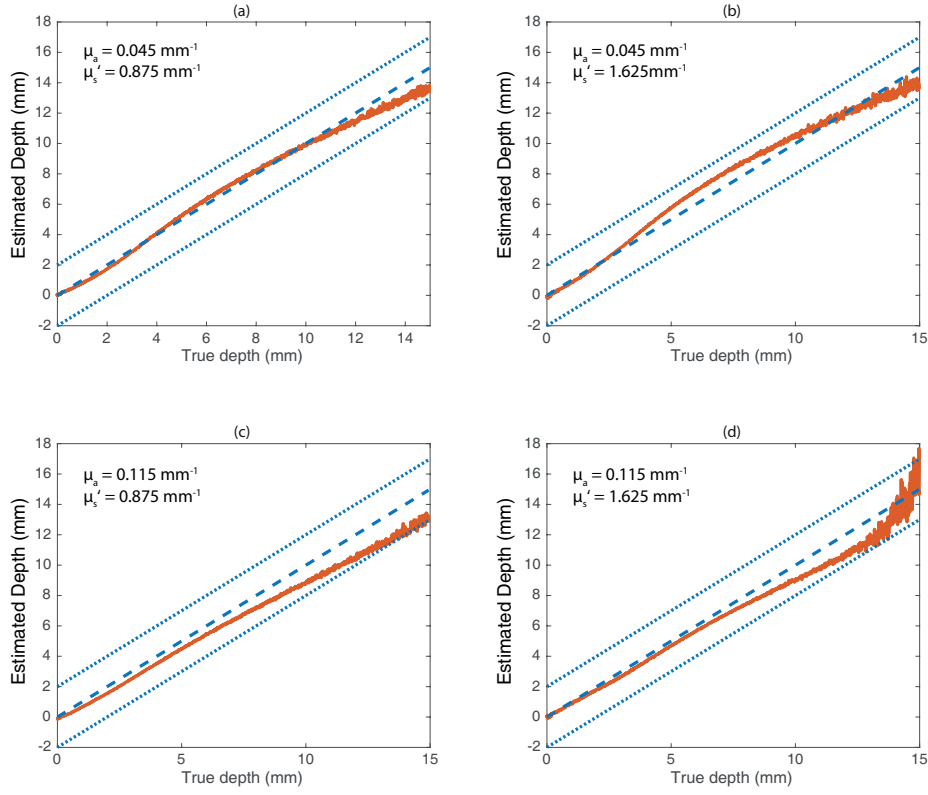 (a)
μa = 0.045 mm-1
μs' = 0.875 mm-1
18
16
14
12
10
8
6
4
2
0
-2
Estimated Depth (mm)
0 2 4 6 8 10 12 14
True depth (mm)
(b)
μa = 0.045 mm-1
μs' = 1.625mm-1
18
16
14
12
10
8
6
4
2
0
-2
Estimated Depth (mm)
0 5 10 15
True depth (mm)
(c)
μa = 0.115 mm-1
μs' = 0.875 mm-1
18
16
14
12
10
8
6
4
2
0
-2
Estimated Depth (mm)
0 5 10 15
True depth (mm)
(d)
μa = 0.115 mm-1
μs' = 1.625 mm-1
18
16
14
12
10
8
6
4
2
0
-2
Estimated Depth (mm)
0 5 10 15
True depth (mm)